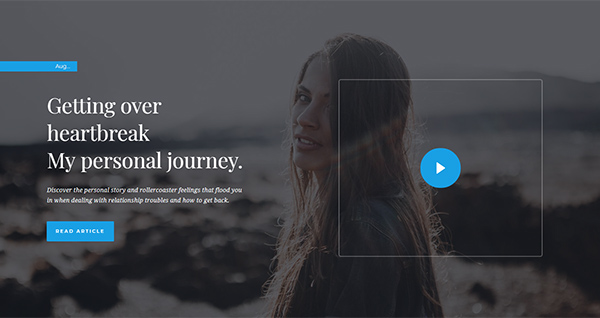 Aug,.
Getting over
heartbreak
My personal journey.
Discover the personal story and rollercoaster feelings that flood you
in when dealing with relationship troubles and how to get back.
READ ARTICLE